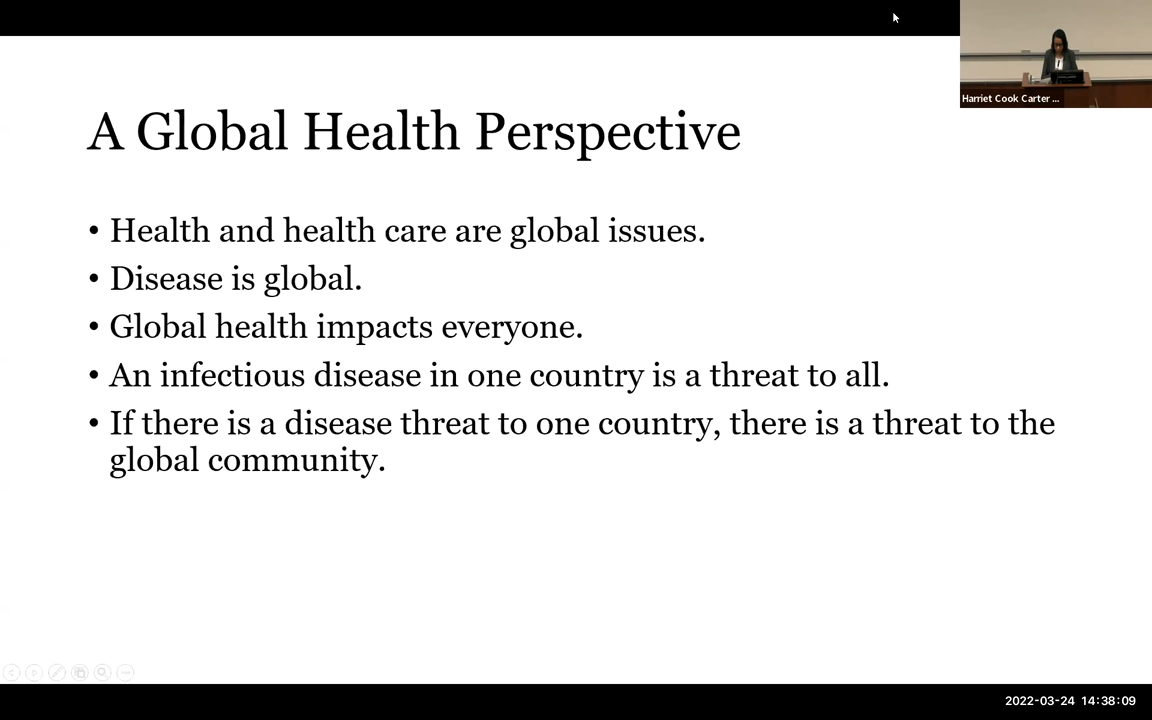 Harriet Cook Carter ...
A Global Health Perspective
• Health and health care are global issues.
• Disease is global.
• Global health impacts everyone.
• An infectious disease in one country is a threat to all.
• If there is a disease threat to one country, there is a threat to the
global community.
2022-03-24 14:38:09